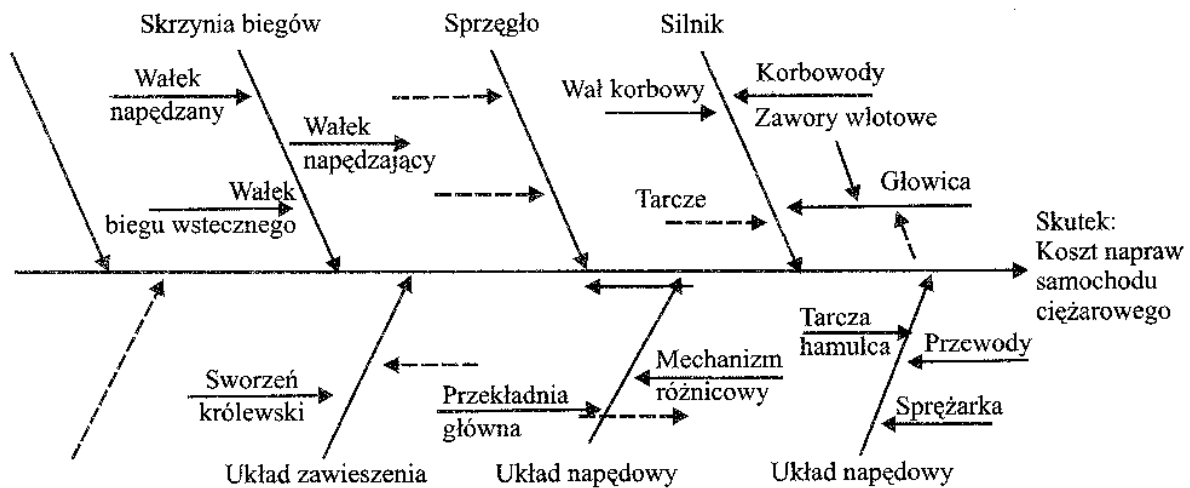 Skrzynia biegów
Sprzęgło
Silnik
Wałek
napędzany
Wałek
napędzający
Wałek
biegu wstecznego
Wał korbowy
Korbowody
Zawory wlotowe
Tarcze
Głowica
Skutek:
Koszt napraw
samochodu
ciężarowego
Tarcza
hamulca
Przewody
Sprężarka
Mechanizm
różnicowy
Przekładnia
główna
Sworzeń
królewski
Układ zawieszenia
Układ napędowy
Układ napędowy